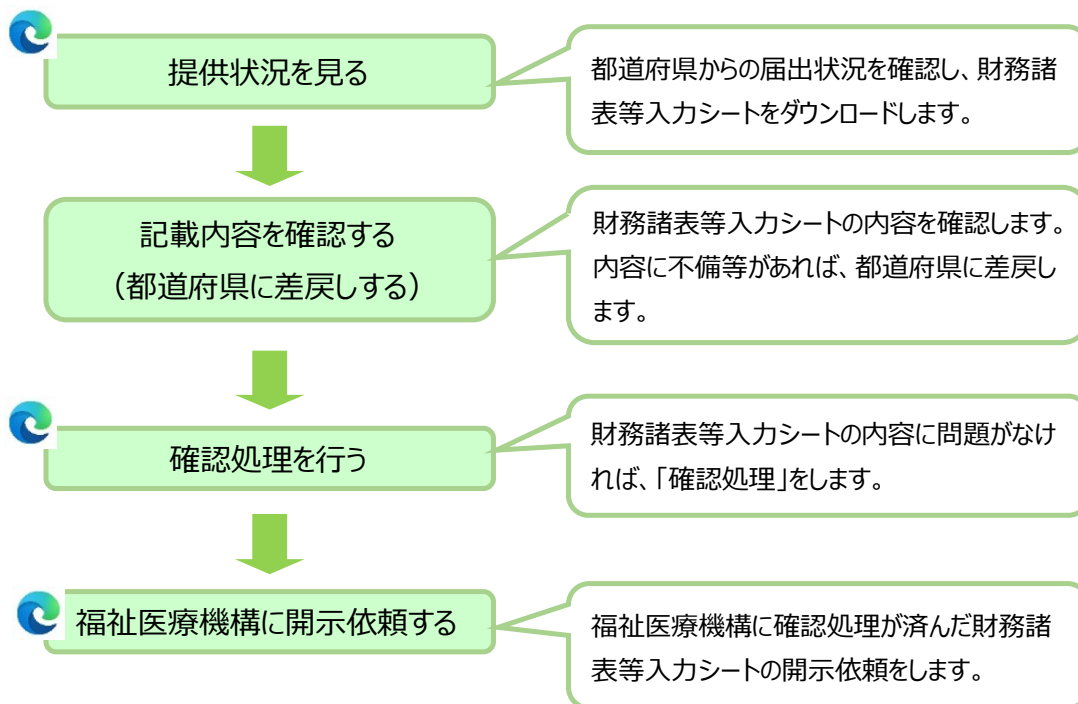 提供状況を見る
都道府県からの届出状況を確認し、財務諸
表等入力シートをダウンロードします。
記載内容を確認する
（都道府県に差戻しする）
財務諸表等入力シートの内容を確認します。
内容に不備等があれば、都道府県に差戻し
ます。
確認処理を行う
財務諸表等入力シートの内容に問題がなけ
れば、「確認処理」をします。
福祉医療機構に開示依頼する
福祉医療機構に確認処理が済んだ財務諸
表等入力シートの開示依頼をします。